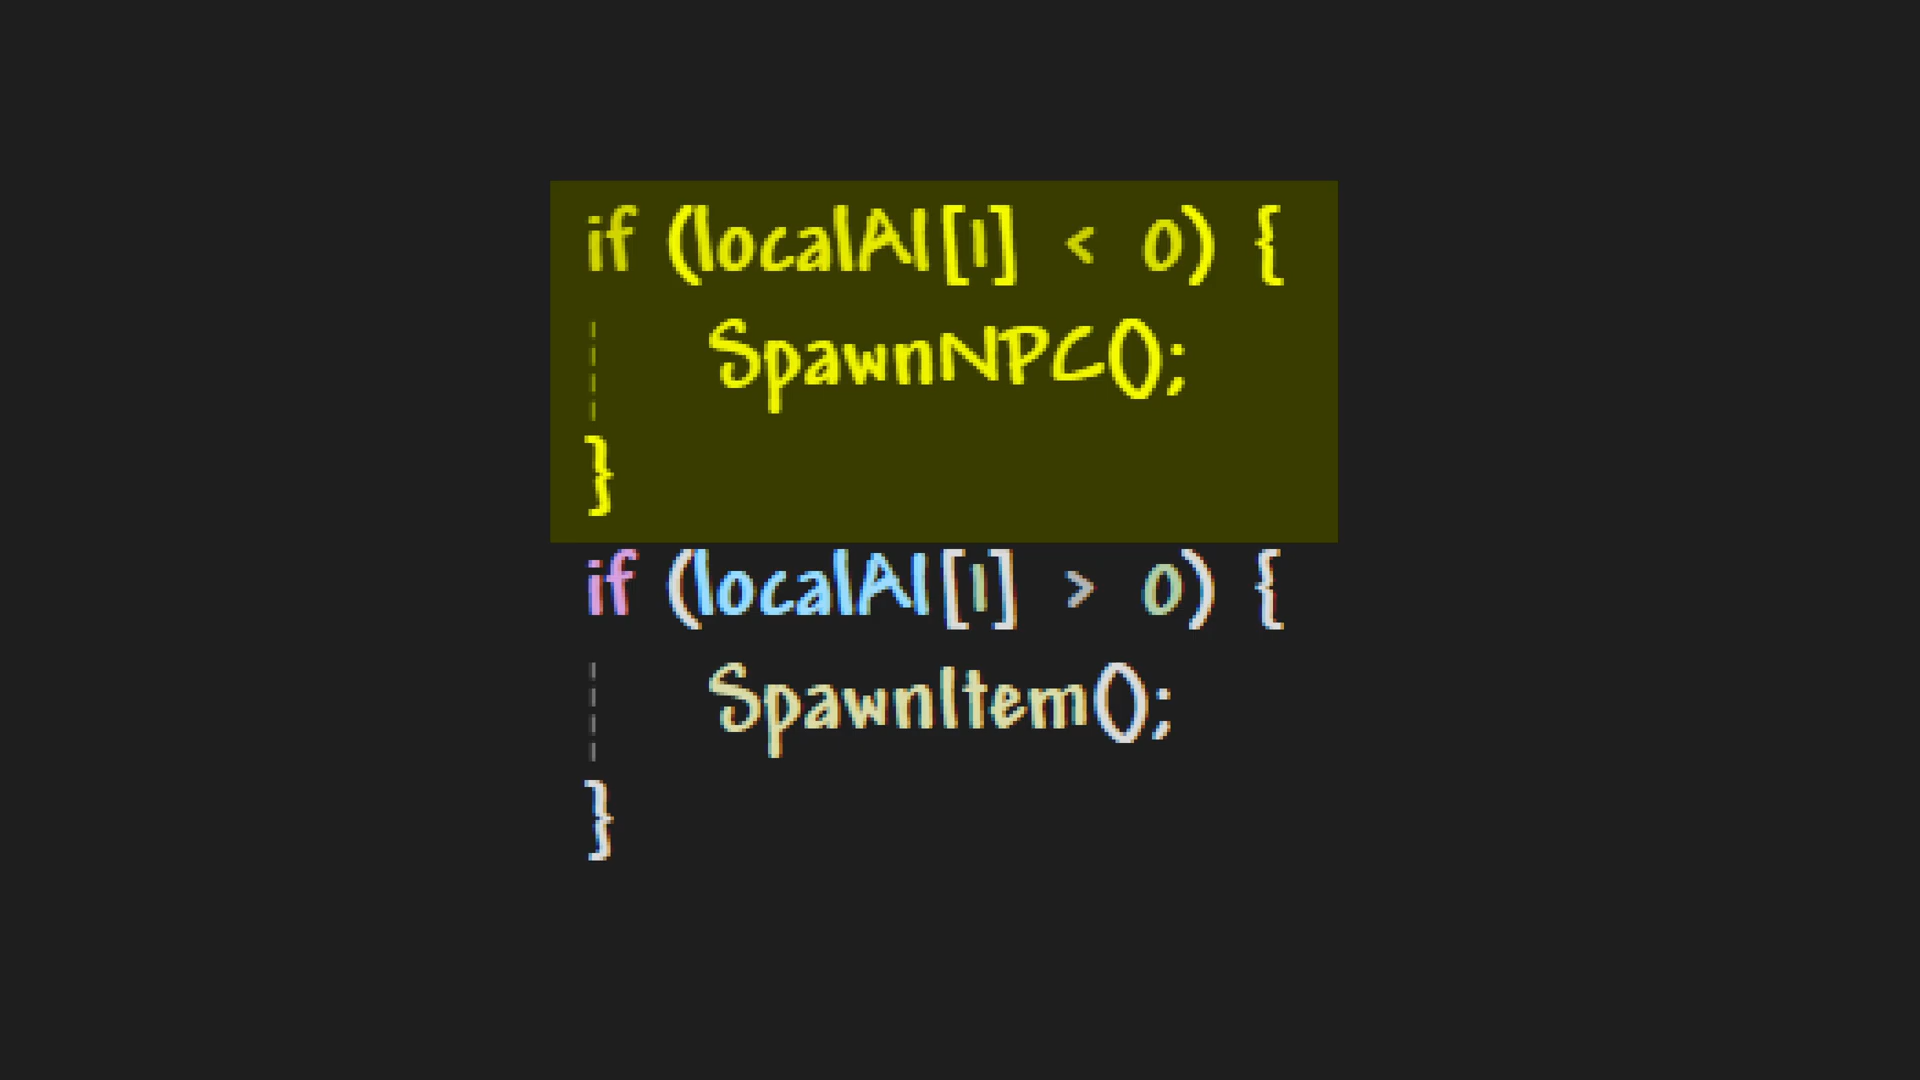 if (localAI[1] < 0) {
SpawnNPC();
}
if (localAI[1] > 0) {
SpawnItem();
}